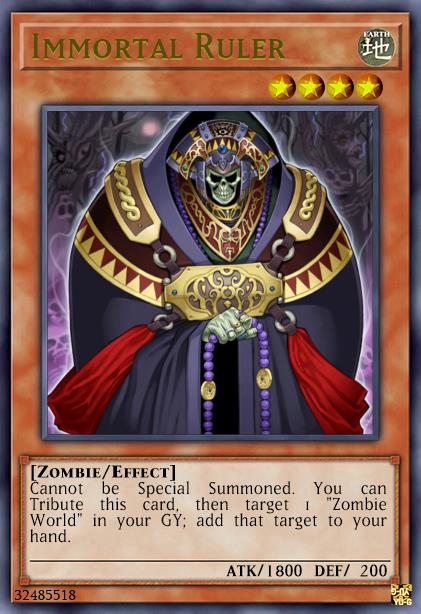 Immortal Ruler
EARTH
地
[Zombie/Effect]
Cannot be Special Summoned. You can
Tribute this card, then target 1 "Zombie
World" in your GY; add that target to your
hand.
ATK/1800 DEF/ 200
32485518